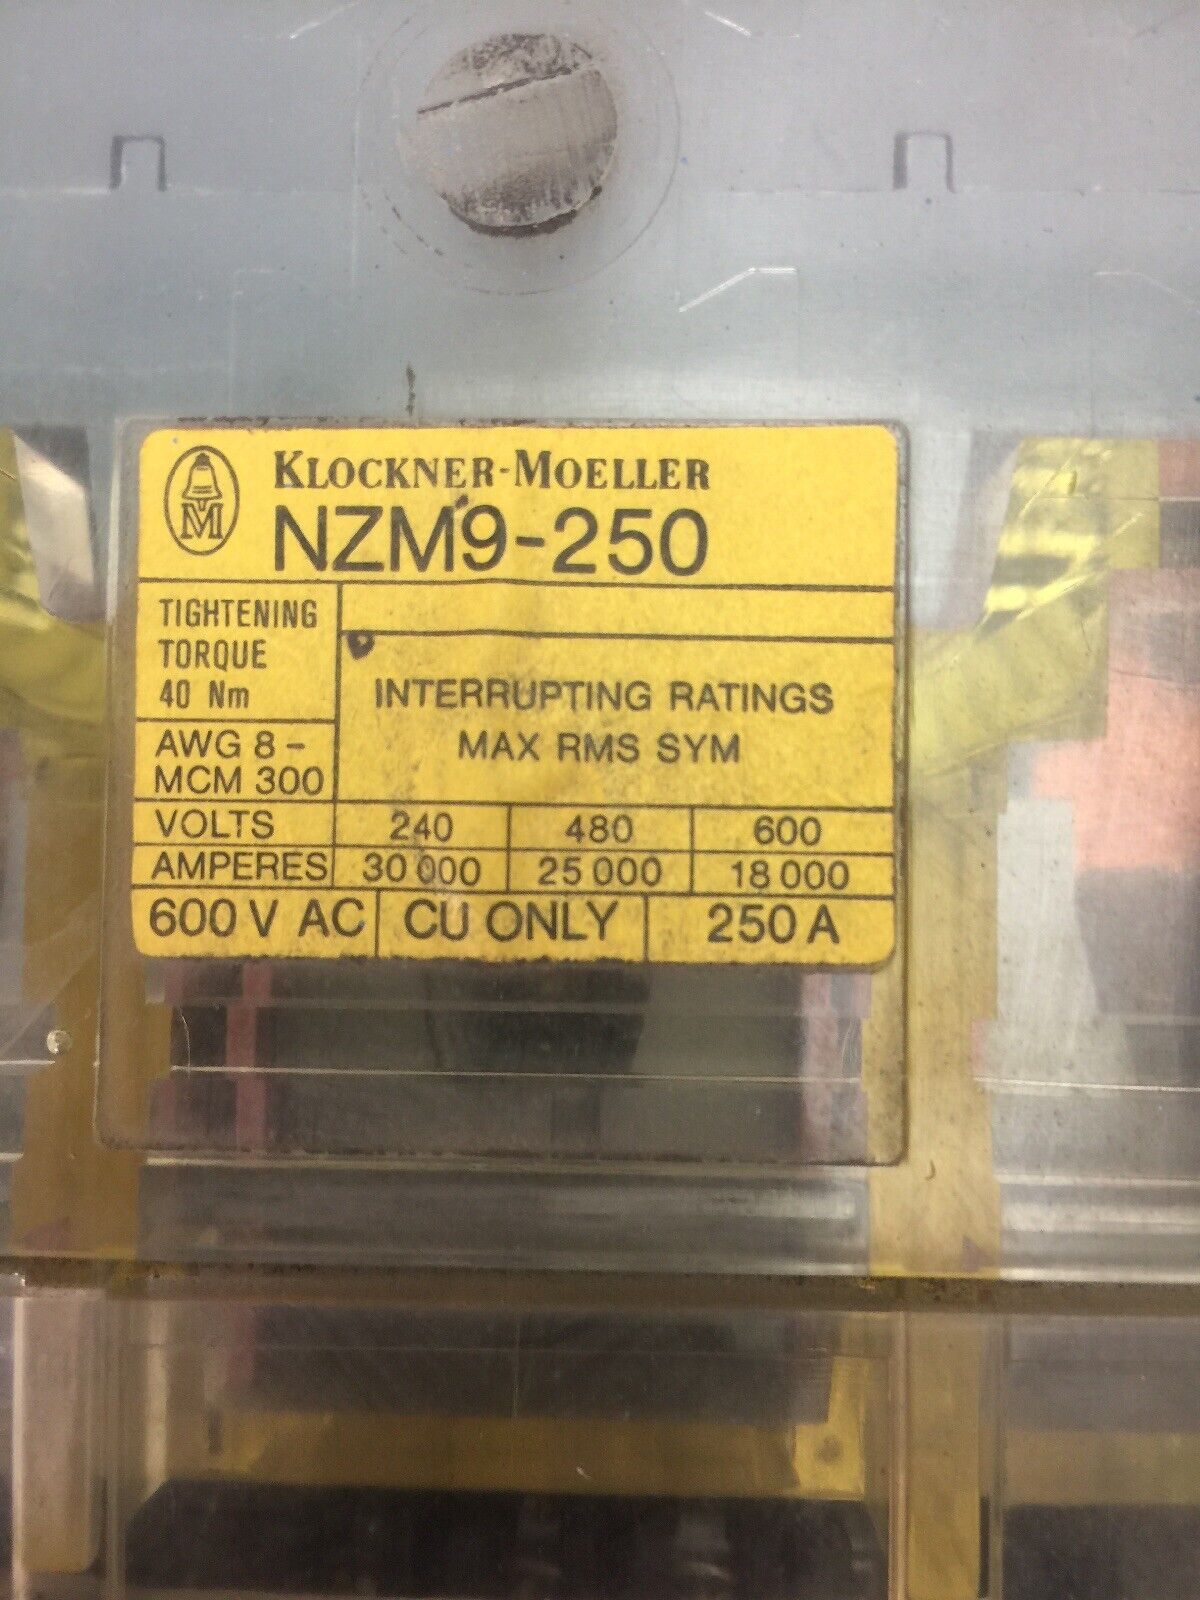 M
KLOCKNER-MOELLER
NZM9-250
TIGHTENING
TORQUE
40 Nm
INTERRUPTING RATINGS
MAX RMS SYM
AWG 8 -
MCM 300
VOLTS 240 480 600
AMPERES 30 000 25 000 18 000
600 V AC CU ONLY 250 A